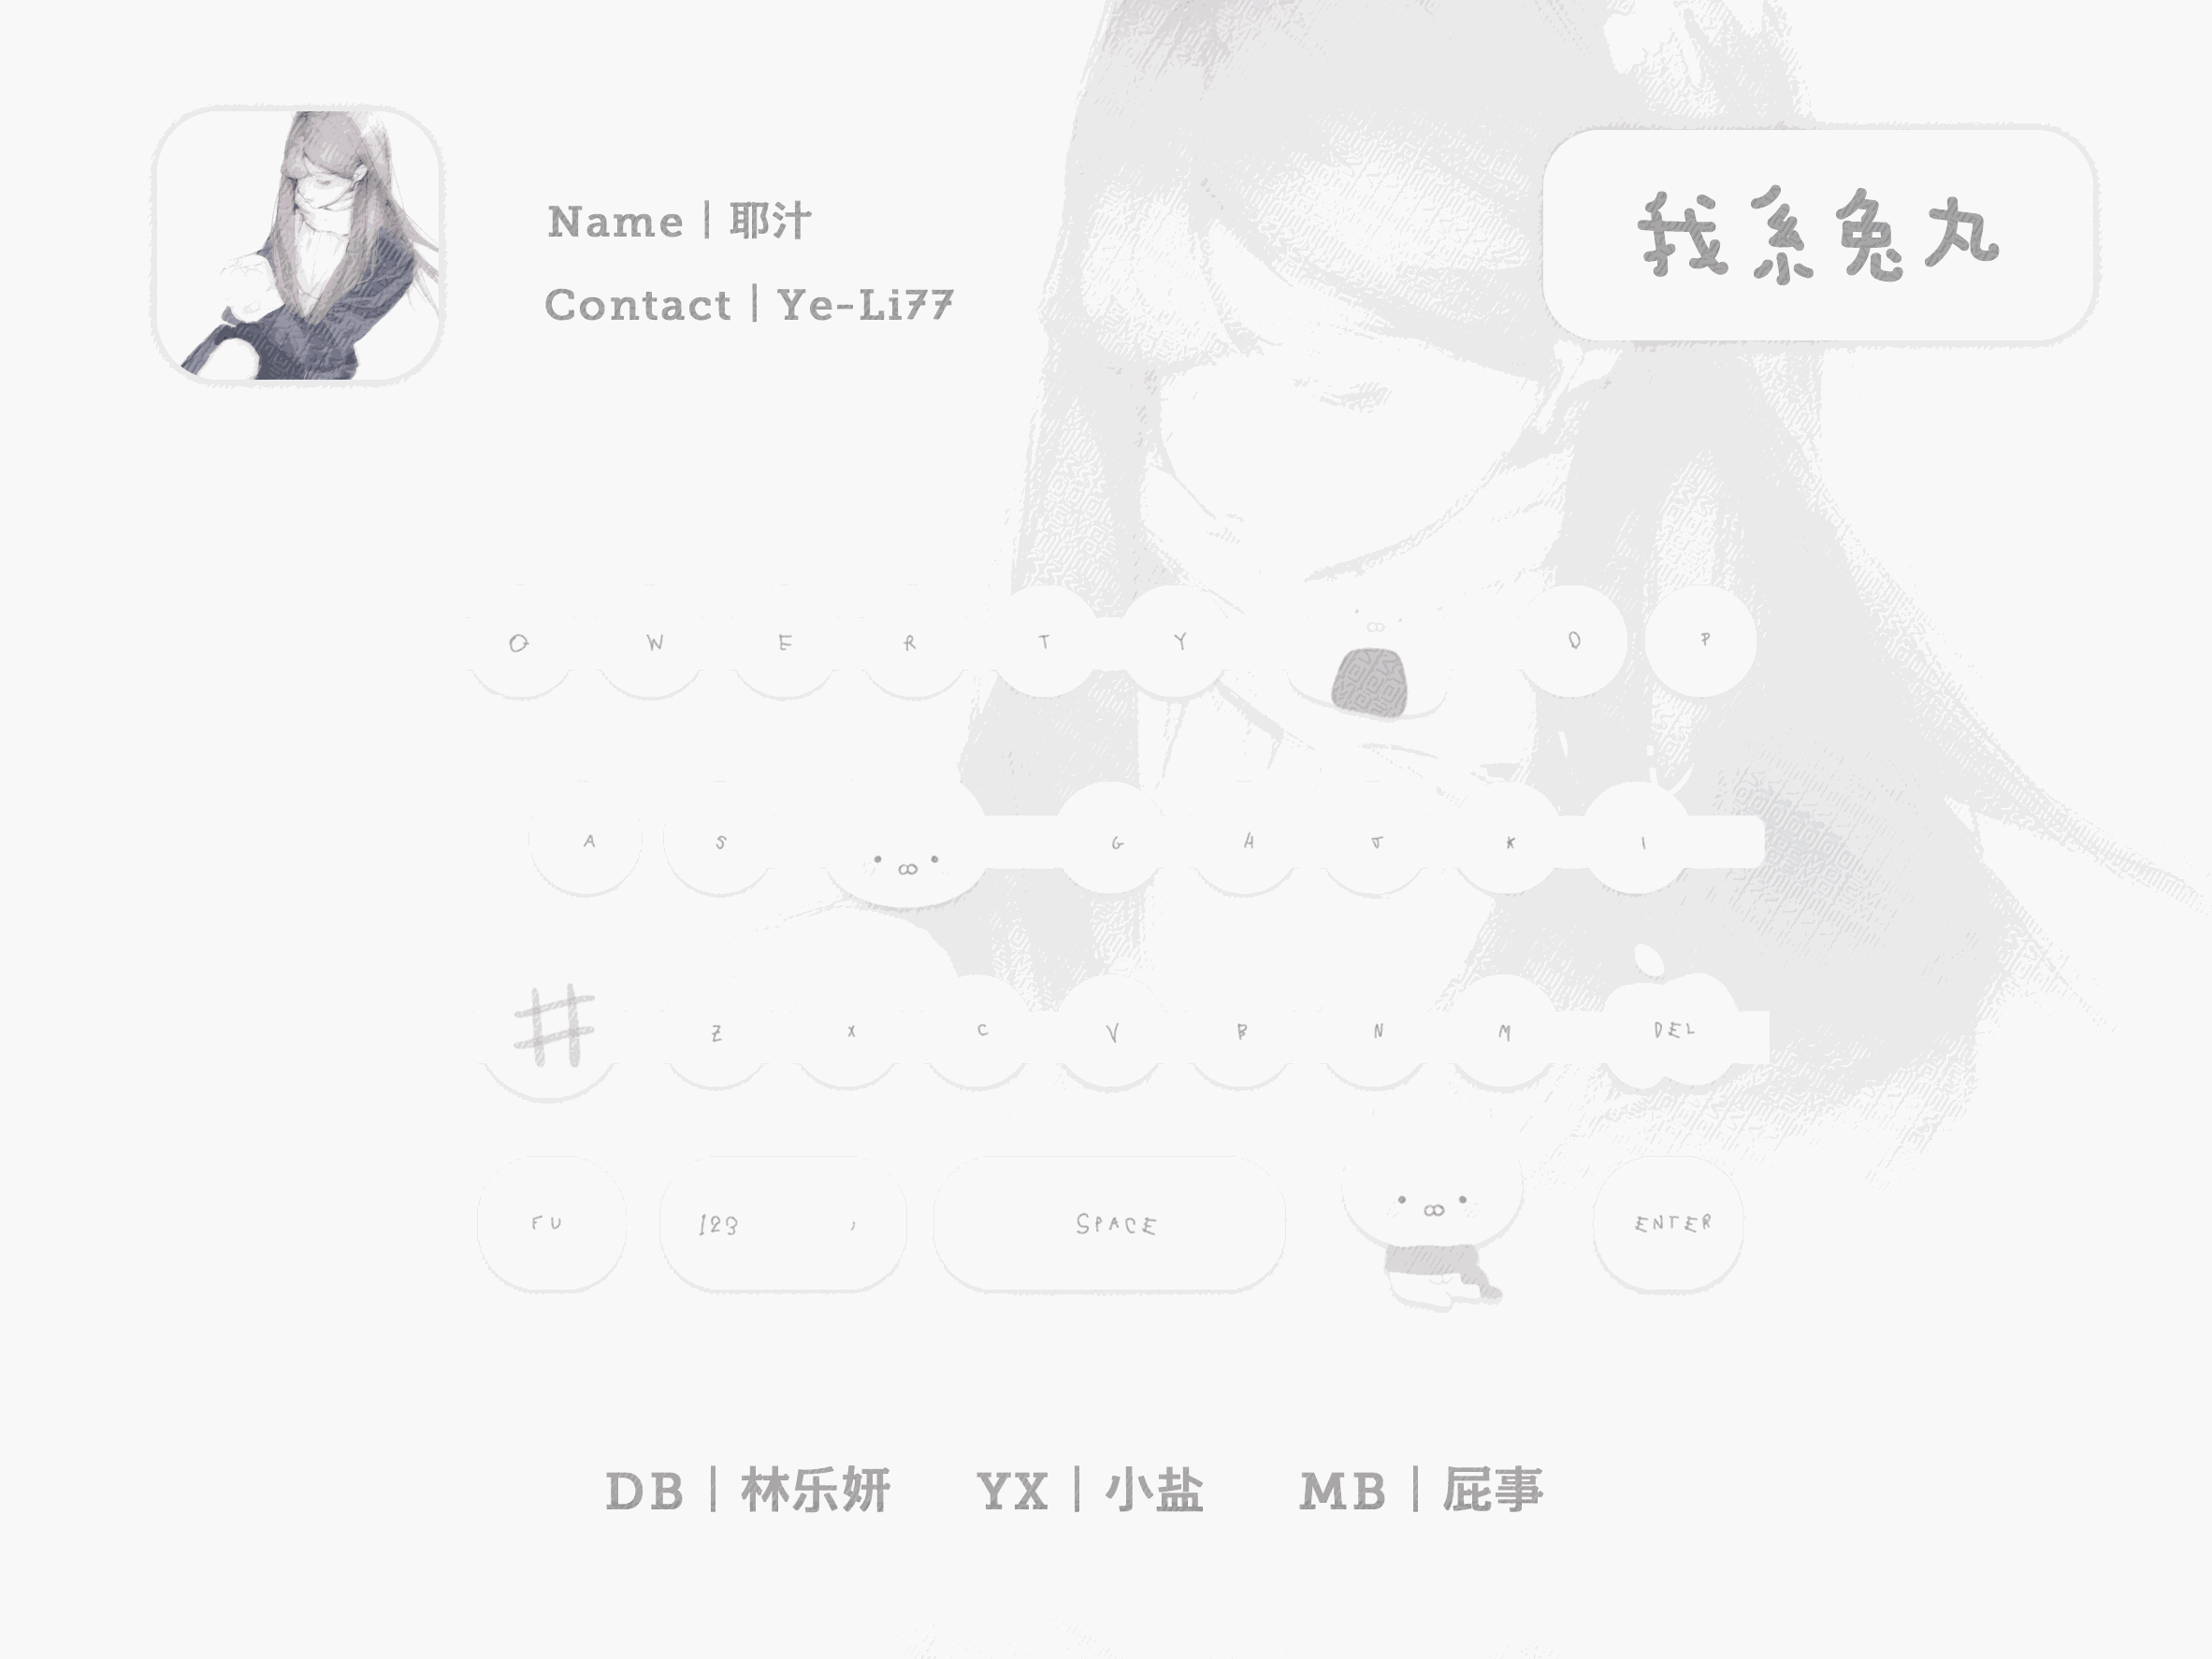 Name | 耶汁
我系兔丸
Contact | Ye-Li77
Q W E R T Y O P
A S G H J K l
# Z X C V B N M DEL
FU 123 , SPACE ENTER
DB | 林乐妍 YX | 小盐 MB | 屁事